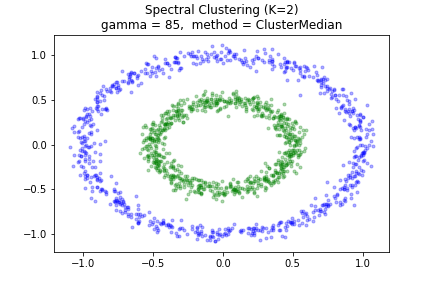 Spectral Clustering (K=2)
gamma = 85,  method = ClusterMedian
1.0
0.5
0.0
−0.5
−1.0
−1.0 −0.5 0.0 0.5 1.0